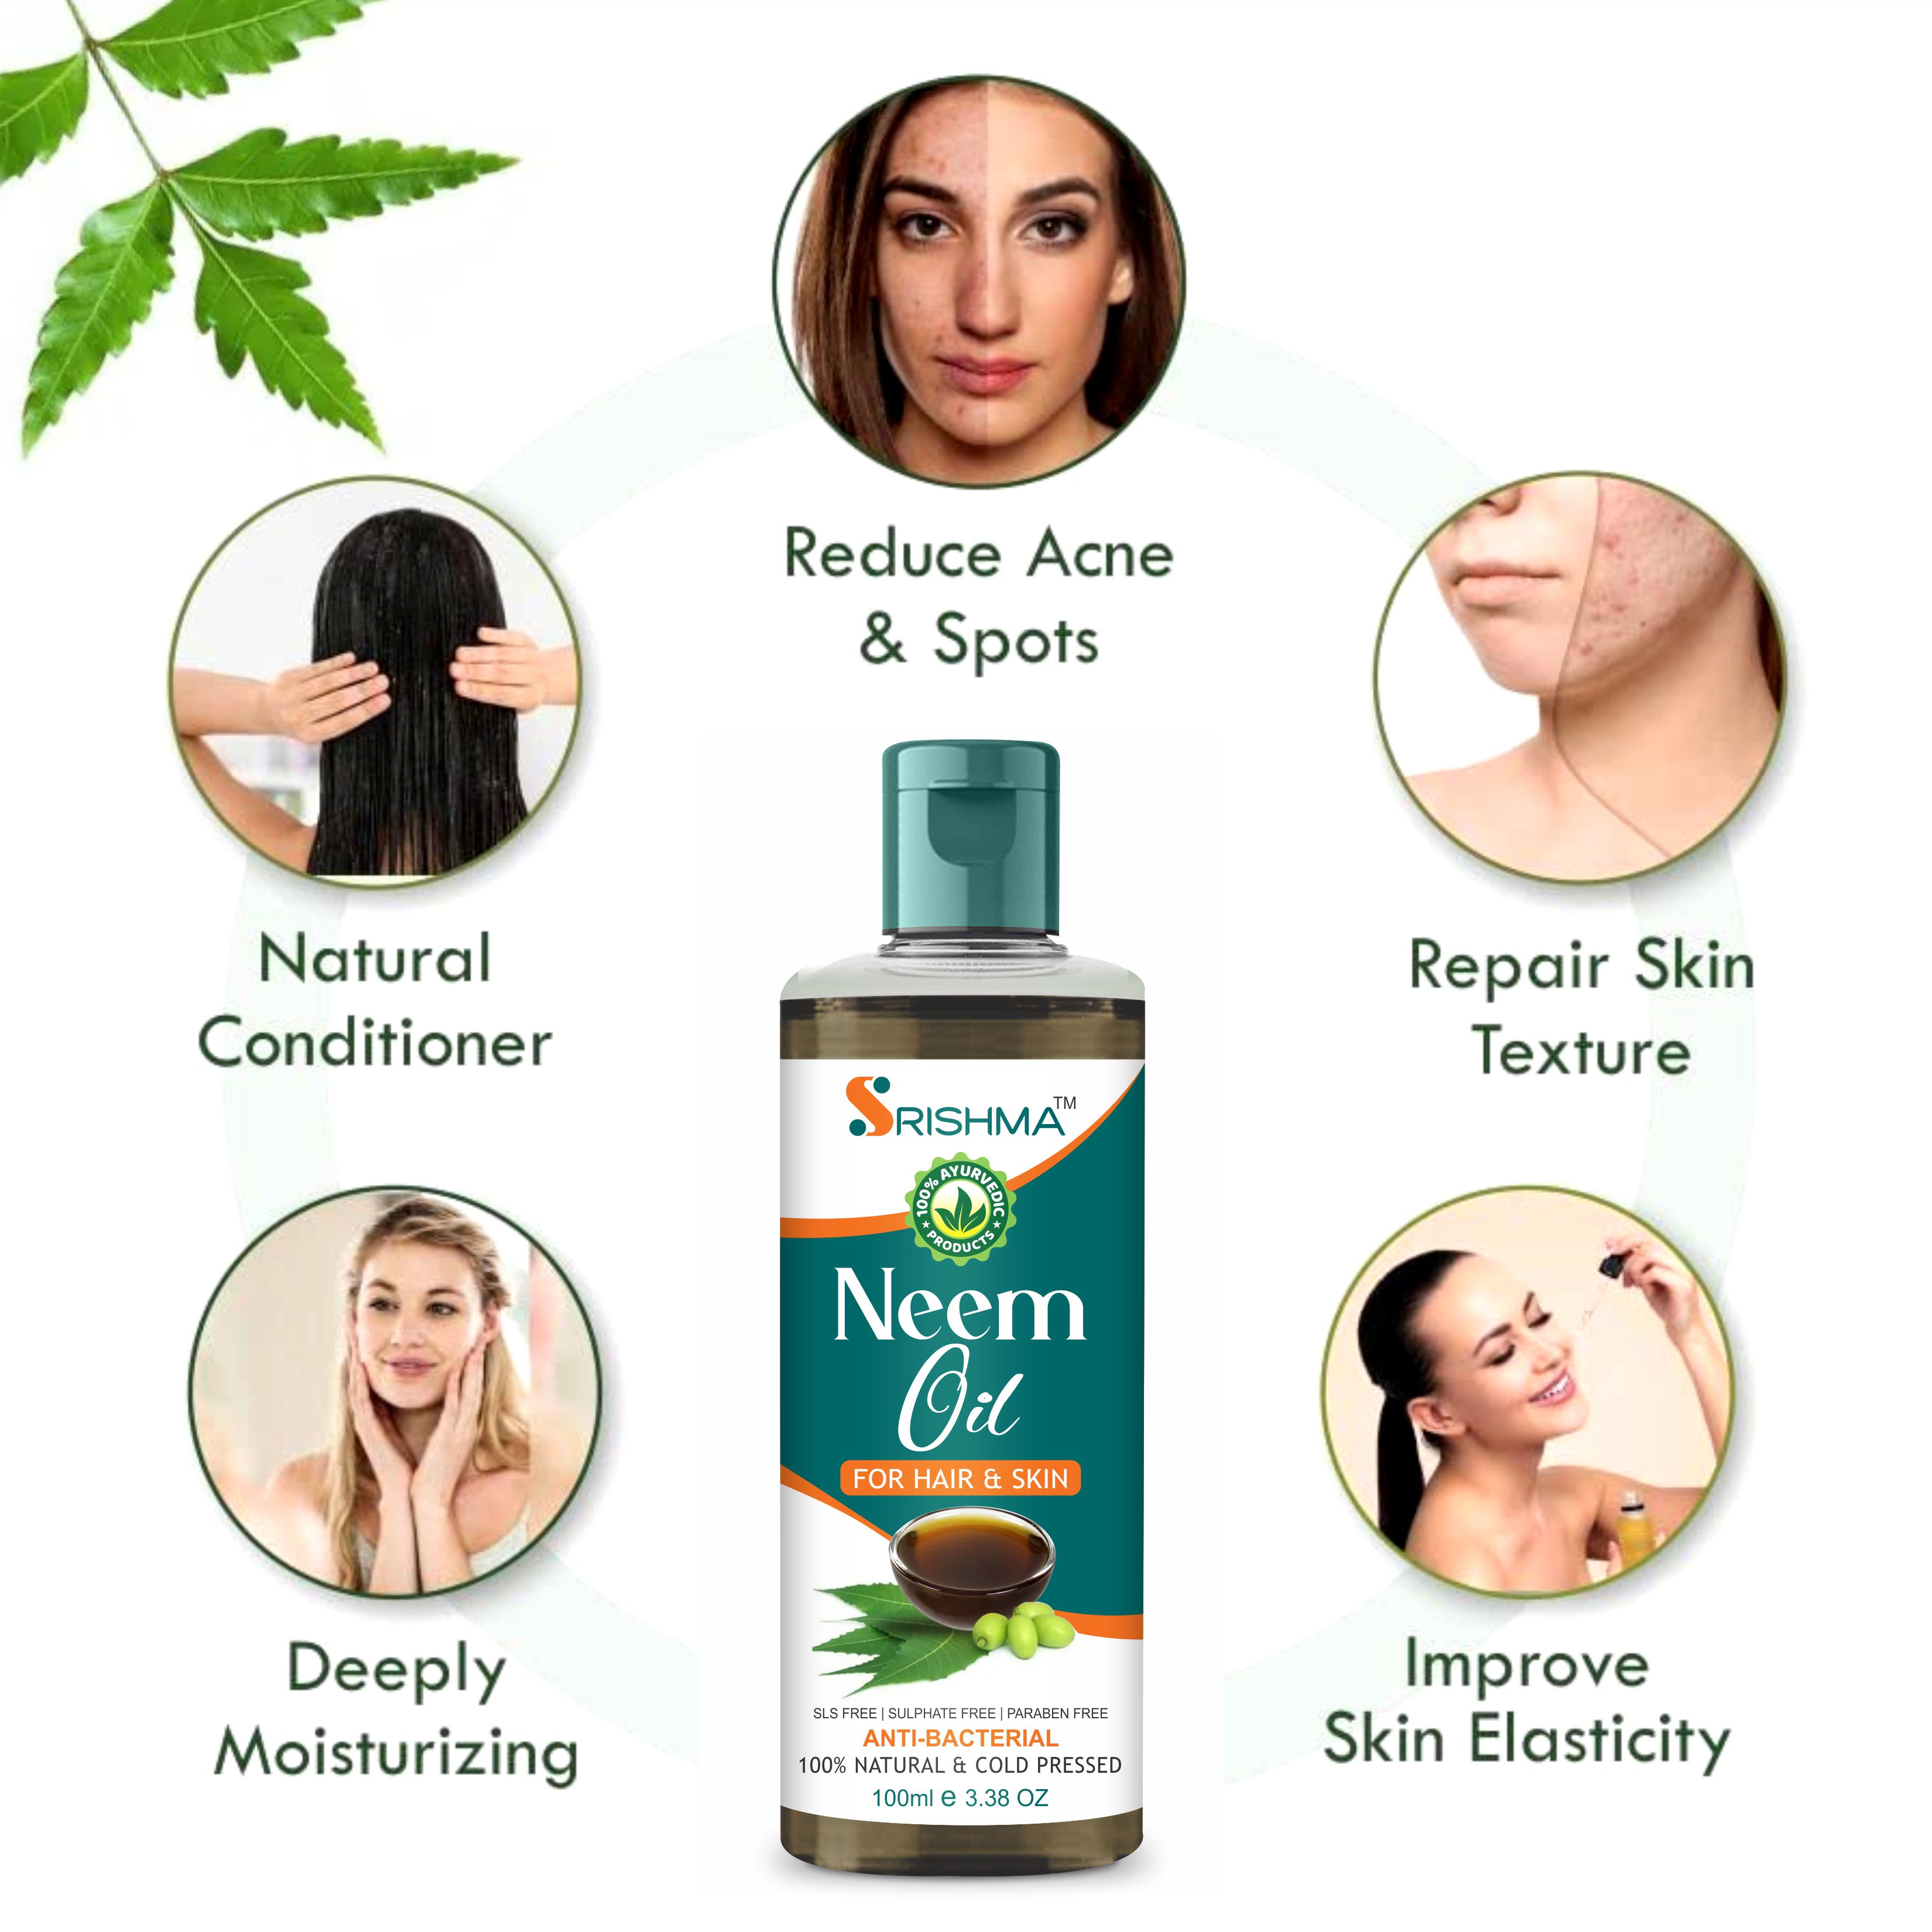 Reduce Acne
& Spots
Natural
Conditioner
Repair Skin
Texture
SRISHMA™
100% AYURVEDIC
★ PRODUCTS ★
Neem
Oil
FOR HAIR & SKIN
Deeply
Moisturizing
Improve
Skin Elasticity
SLS FREE | SULPHATE FREE | PARABEN FREE
ANTI-BACTERIAL
100% NATURAL & COLD PRESSED
100ml e 3.38 OZ